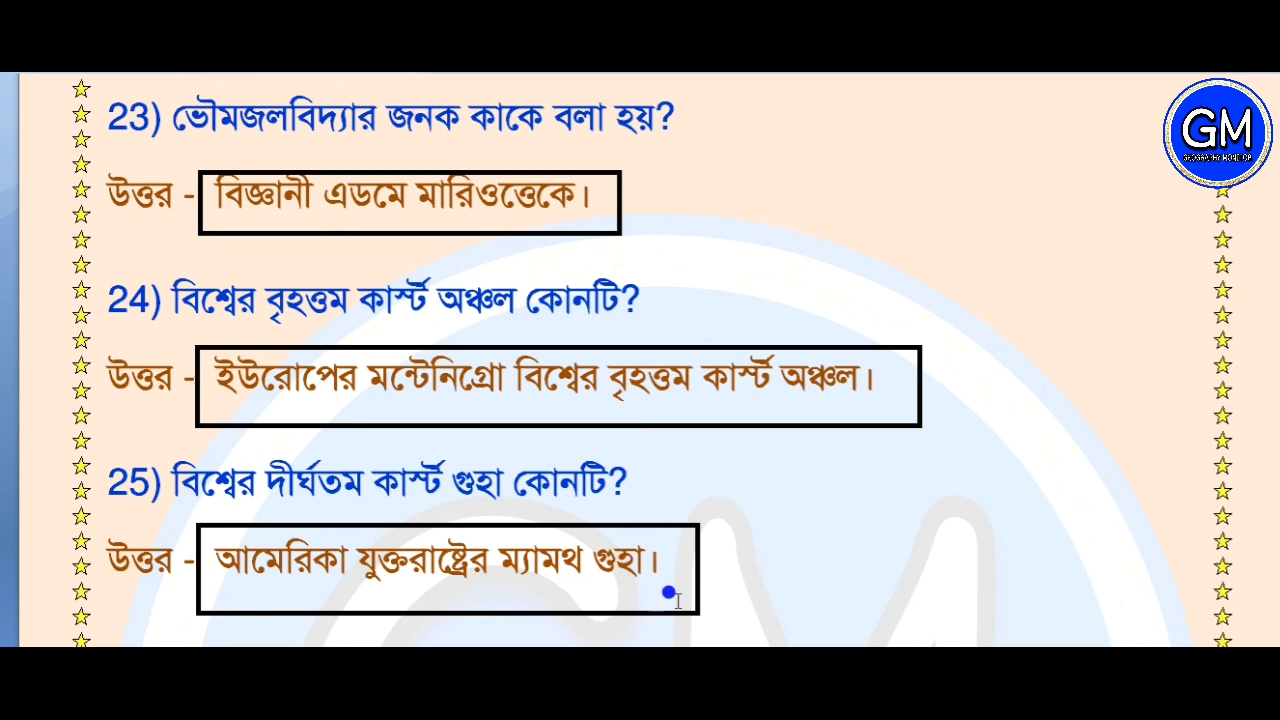 GM
23) ভৌমজলবিদ্যার জনক কাকে বলা হয়?
উত্তর - বিজ্ঞানী এডমে মারিওত্তেকে।
24) বিশ্বের বৃহত্তম কার্স্ট অঞ্চল কোনটি?
উত্তর - ইউরোপের মন্টেনিগ্রো বিশ্বের বৃহত্তম কার্স্ট অঞ্চল।
25) বিশ্বের দীর্ঘতম কার্স্ট গুহা কোনটি?
উত্তর - আমেরিকা যুক্তরাষ্ট্রের ম্যামথ গুহা।